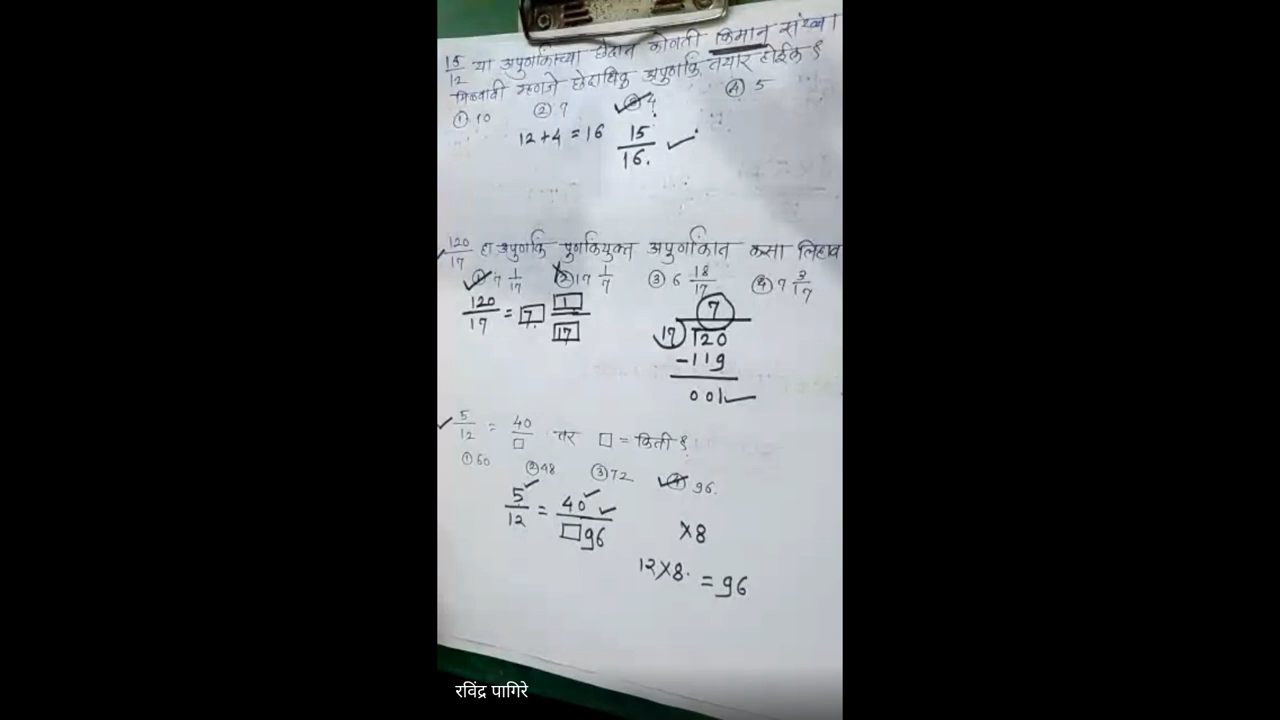 15/12 या अपुर्णांकाच्या छेदात कोणती किमान संख्या
मिळवावी म्हणजे छेदाधिक अपुर्णांक तयार होईल ?
① 10 ② 7 ③ 4 ④ 5
12+4 = 16 15/16.
120/17 हा अपुर्णांक पुर्णांकयुक्त अपुर्णांकात कसा लिहाव
① 7 1/17 ② 17 1/7 ③ 6 18/17 ④ 7 3/17
120/17 = 7 1/17
7
17 120
-119
001
5/12 = 40/□ तर □ = किती ?
① 60 ② 48 ③ 72 ④ 96.
5/12 = 40/□96
×8
12×8. = 96
रविंद्र पागिरे